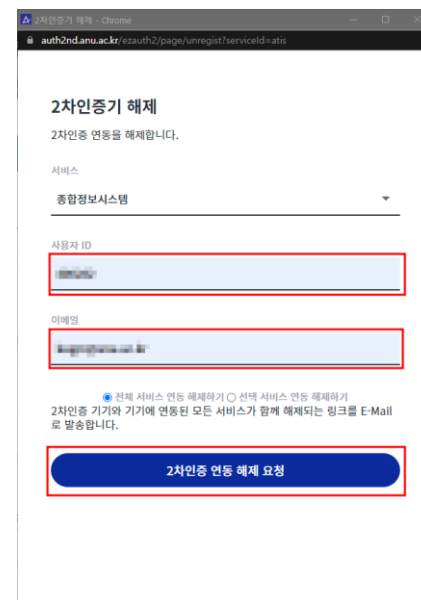 2차인증기 해제 - Chrome
auth2nd.anu.ac.kr/ezauth2/page/unregist?serviceId=atis
2차인증기 해제
2차인증 연동을 해제합니다.
서비스
종합정보시스템
사용자 ID
이메일
전체 서비스 연동 해제하기 선택 서비스 연동 해제하기
2차인증 기기와 기기에 연동된 모든 서비스가 함께 해제되는 링크를 E-Mail
로 발송합니다.
2차인증 연동 해제 요청